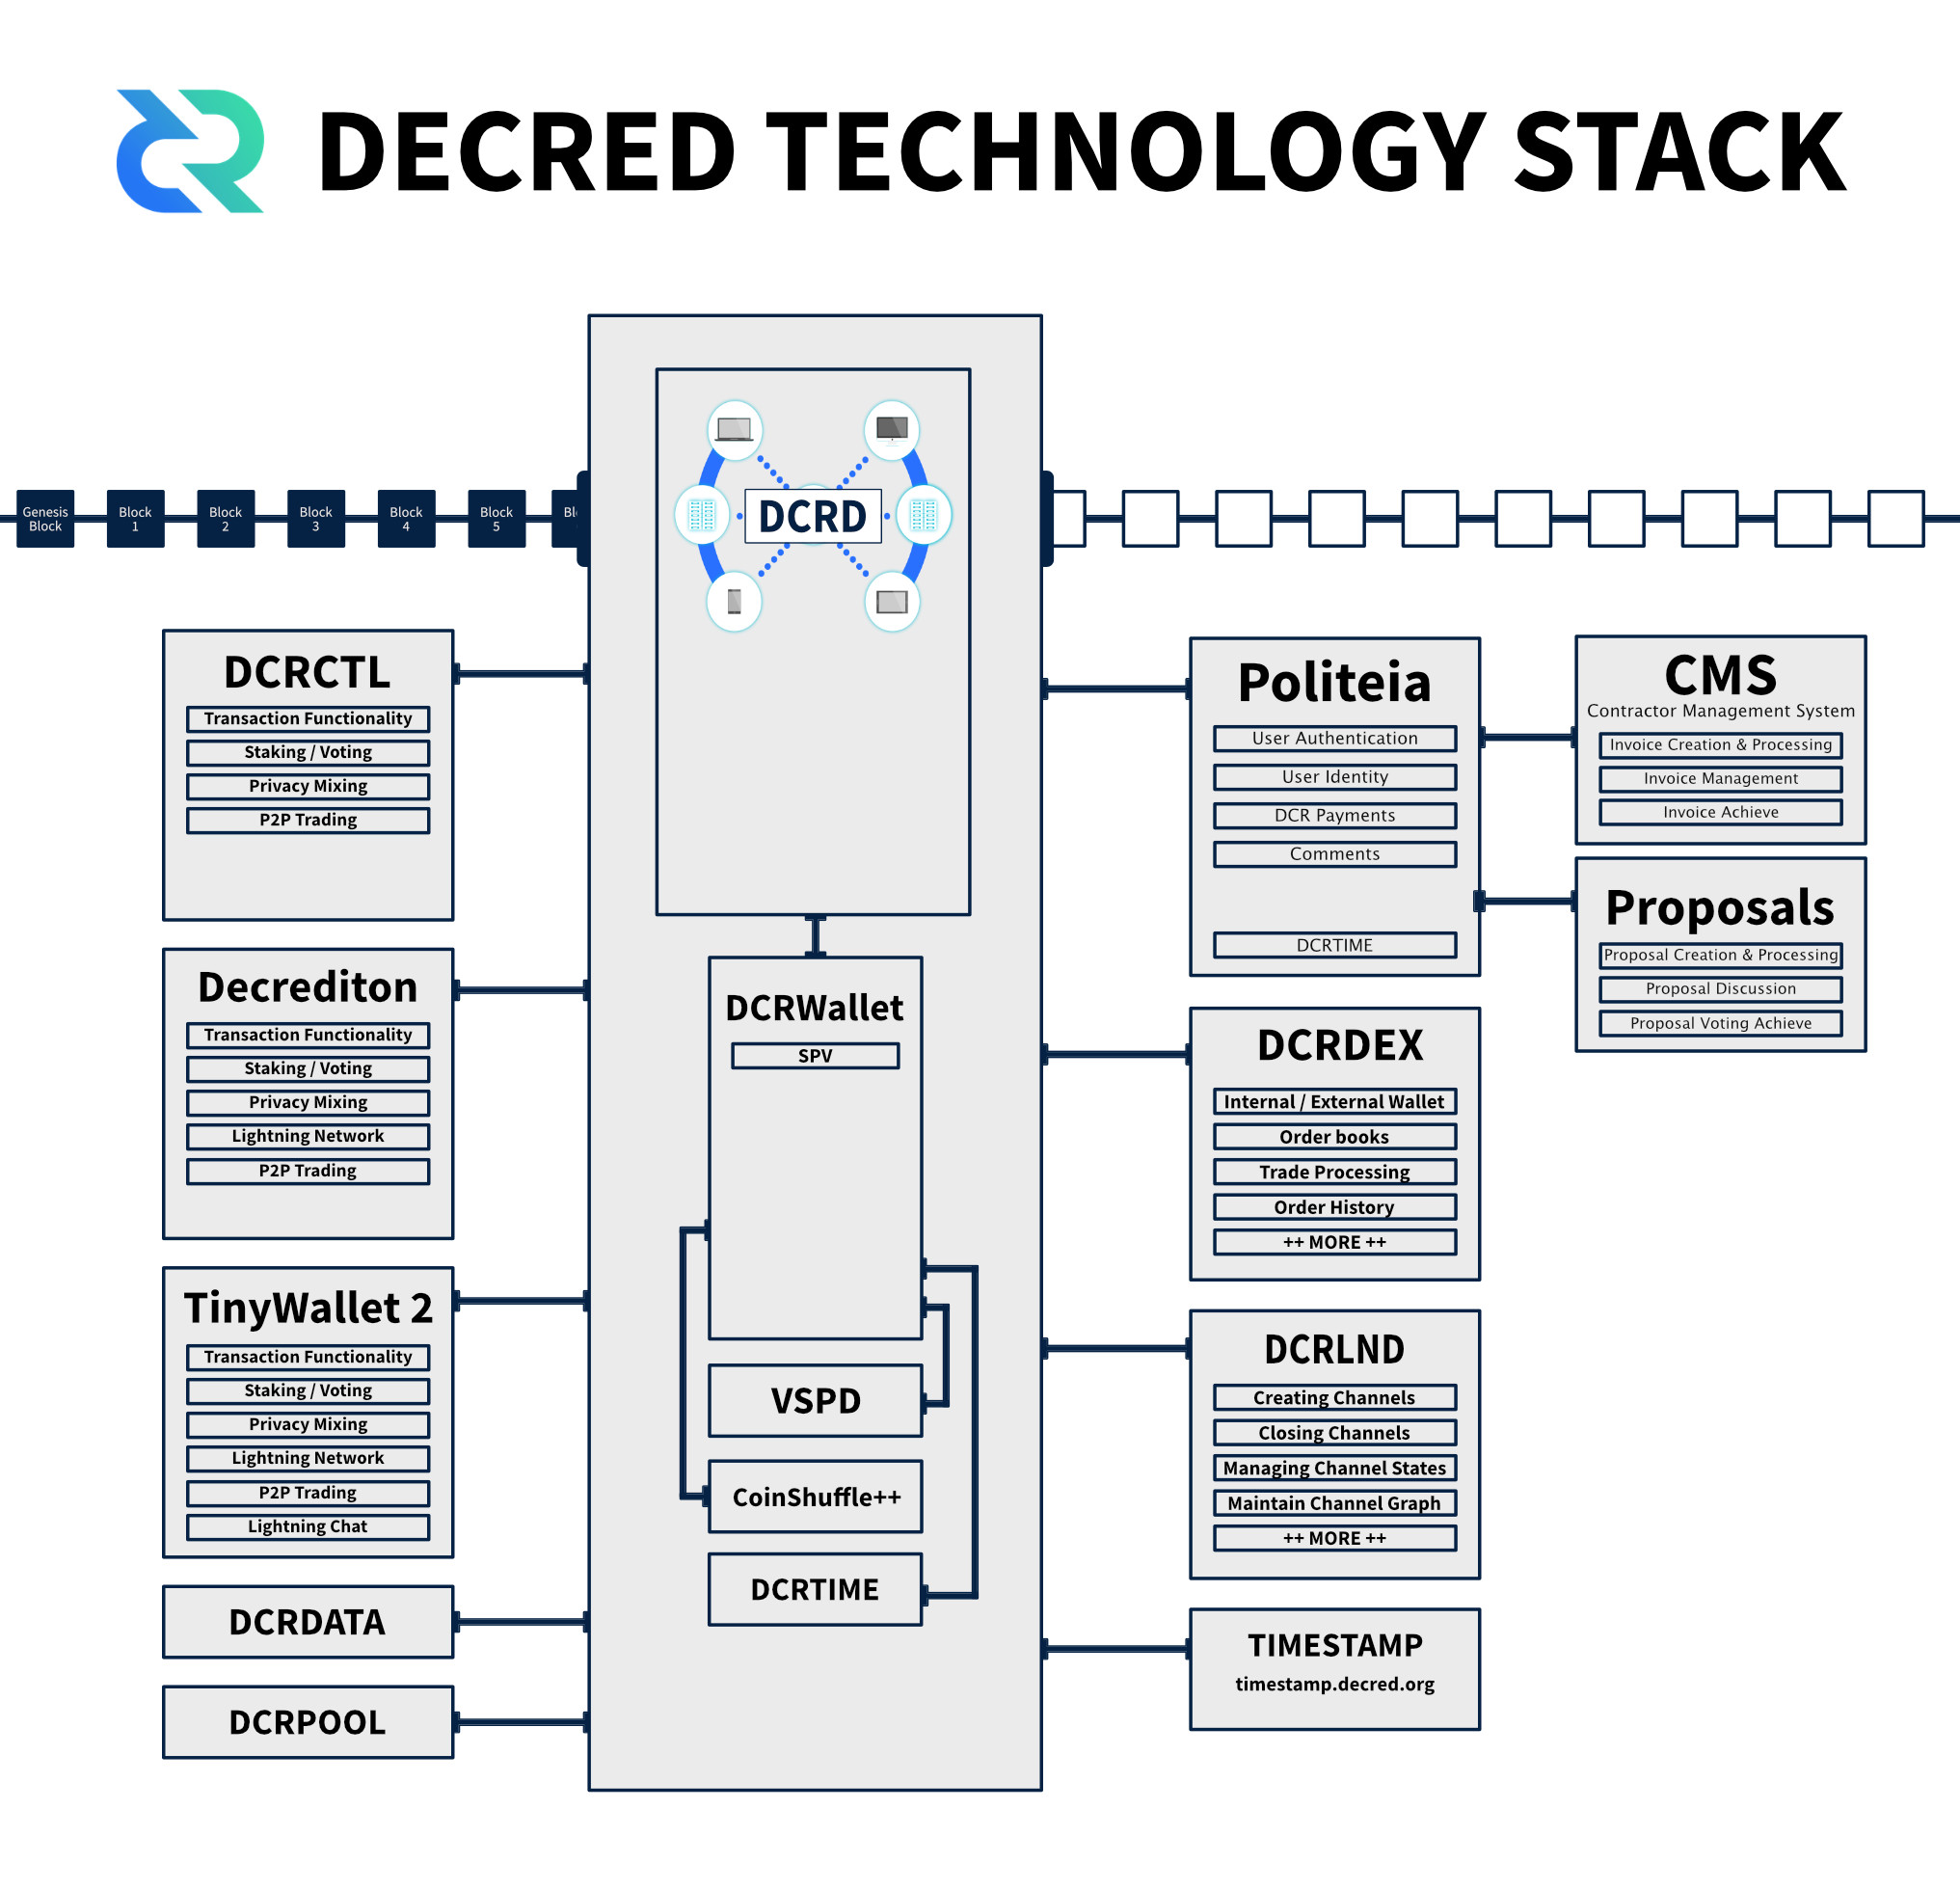 DECRED TECHNOLOGY STACK
Genesis
Block
Block
1
Block
2
Block
3
Block
4
Block
5
DCRD
DCRCTL
Transaction Functionality
Staking / Voting
Privacy Mixing
P2P Trading
Decrediton
Transaction Functionality
Staking / Voting
Privacy Mixing
Lightning Network
P2P Trading
TinyWallet 2
Transaction Functionality
Staking / Voting
Privacy Mixing
Lightning Network
P2P Trading
Lightning Chat
DCRDATA
DCRPOOL
DCRWallet
SPV
VSPD
CoinShuffle++
DCRTIME
Politeia
User Authentication
User Identity
DCR Payments
Comments
DCRTIME
CMS
Contractor Management System
Invoice Creation & Processing
Invoice Management
Invoice Achieve
Proposals
Proposal Creation & Processing
Proposal Discussion
Proposal Voting Achieve
DCRDEX
Internal / External Wallet
Order books
Trade Processing
Order History
++ MORE ++
DCRLND
Creating Channels
Closing Channels
Managing Channel States
Maintain Channel Graph
++ MORE ++
TIMESTAMP
timestamp.decred.org